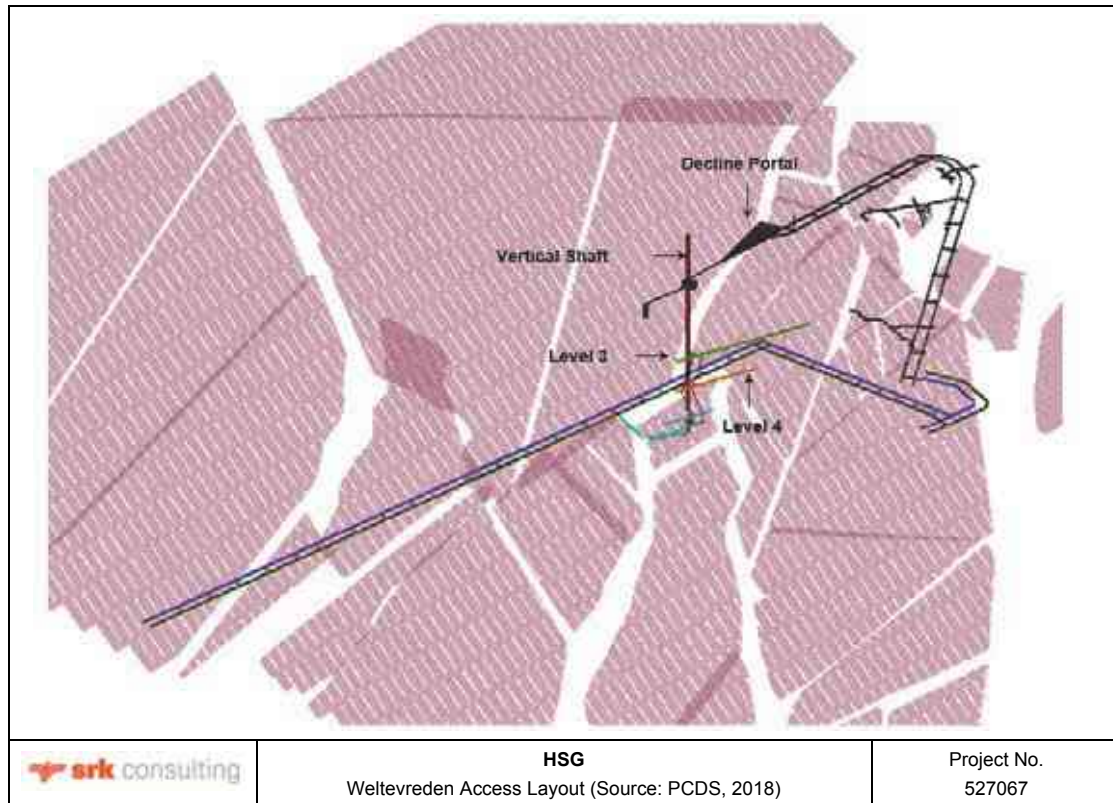 Decline Portal
Vertical Shaft
Level 3
Level 4
srk consulting
HSG
Weltevreden Access Layout (Source: PCDS, 2018)
Project No.
527067